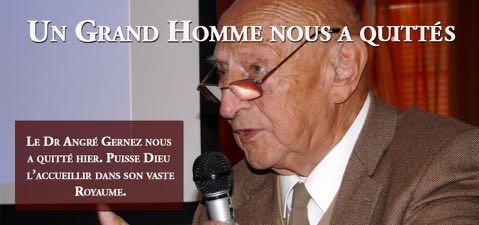 Un Grand Homme nous a quittés
Le Dr Angré Gernez nous
a quitté hier. Puisse Dieu
l'accueillir dans son vaste
Royaume.